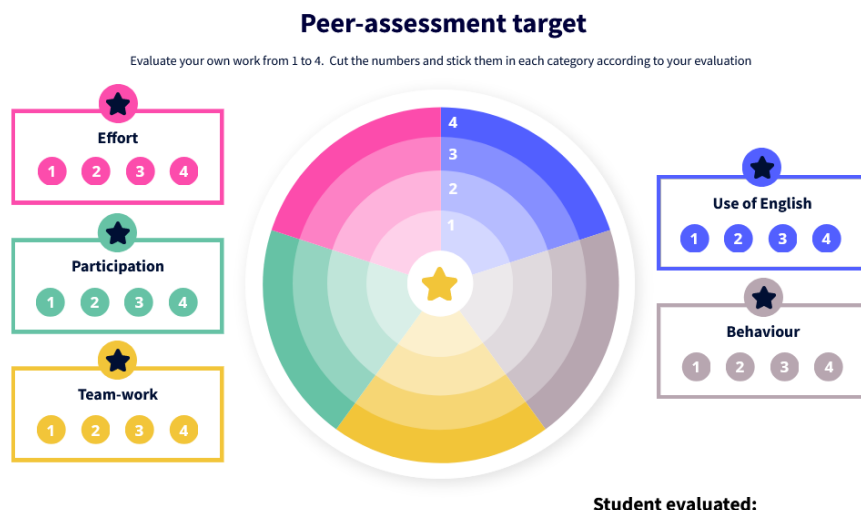 Peer-assessment target
Evaluate your own work from 1 to 4. Cut the numbers and stick them in each category according to your evaluation
Effort
1 2 3 4
Participation
1 2 3 4
Team-work
1 2 3 4
4
3
2
1
Use of English
1 2 3 4
Behaviour
1 2 3 4
Student evaluated: